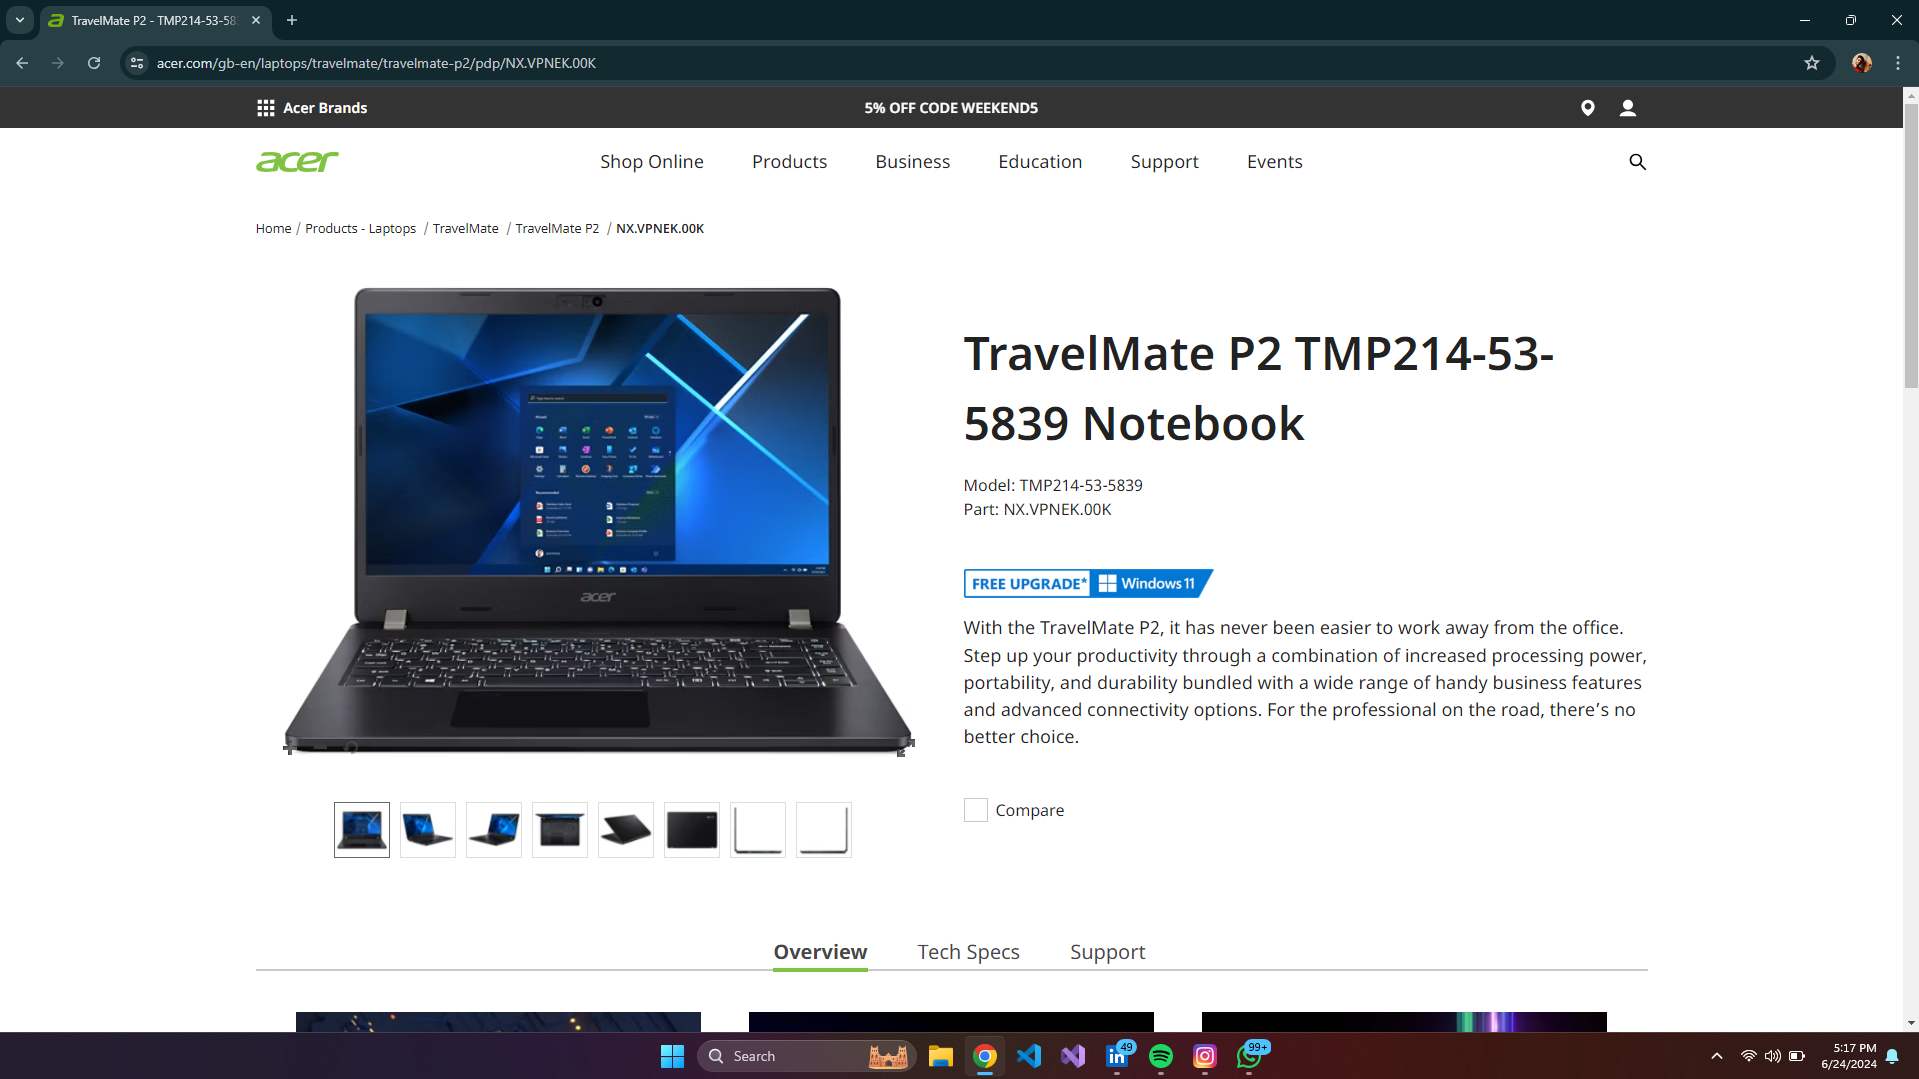 TravelMate P2 - TMP214-53-58
acer.com/gb-en/laptops/travelmate/travelmate-p2/pdp/NX.VPNEK.00K
Acer Brands
5% OFF CODE WEEKEND5
acer
Shop Online
Products
Business
Education
Support
Events
Home / Products - Laptops / TravelMate / TravelMate P2 / NX.VPNEK.00K
acer
TravelMate P2 TMP214-53-
5839 Notebook
Model: TMP214-53-5839
Part: NX.VPNEK.00K
FREE UPGRADE* Windows 11
With the TravelMate P2, it has never been easier to work away from the office.
Step up your productivity through a combination of increased processing power,
portability, and durability bundled with a wide range of handy business features
and advanced connectivity options. For the professional on the road, there’s no
better choice.
Compare
Overview
Tech Specs
Support
Search
49
99+
5:17 PM
6/24/2024